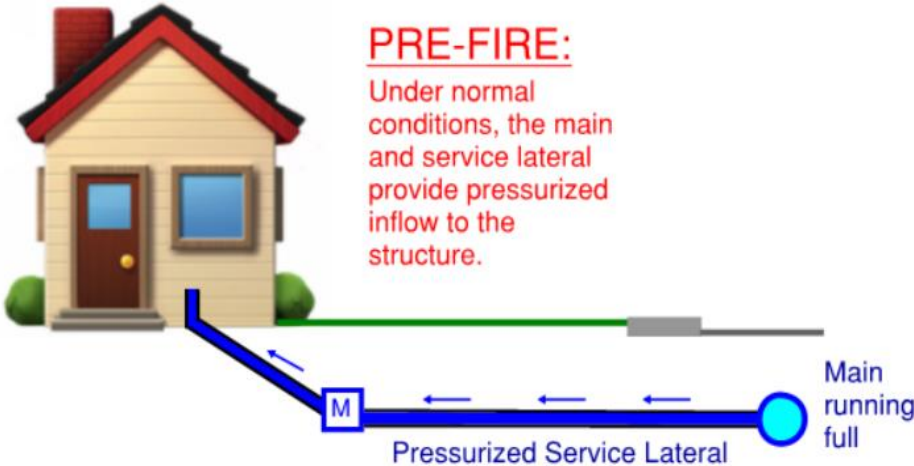 PRE-FIRE:
Under normal
conditions, the main
and service lateral
provide pressurized
inflow to the
structure.
M
Main
running
full
Pressurized Service Lateral